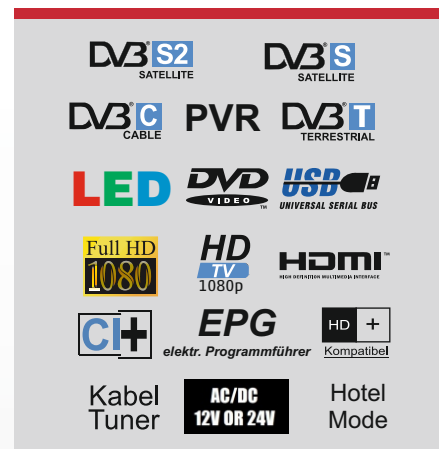 DVB® S2
SATELLITE
DVB® S
SATELLITE
DVB® C
CABLE
PVR
DVB® T
TERRESTRIAL
LED
DVD
VIDEO™
USB
UNIVERSAL SERIAL BUS
Full HD
1080
HD
TV
1080p
HDMI™
HIGH DEFINITION MULTIMEDIA INTERFACE
CI+
EPG
elektr. Programmführer
HD +
Kompatibel
Kabel
Tuner
AC/DC
12V OR 24V
Hotel
Mode